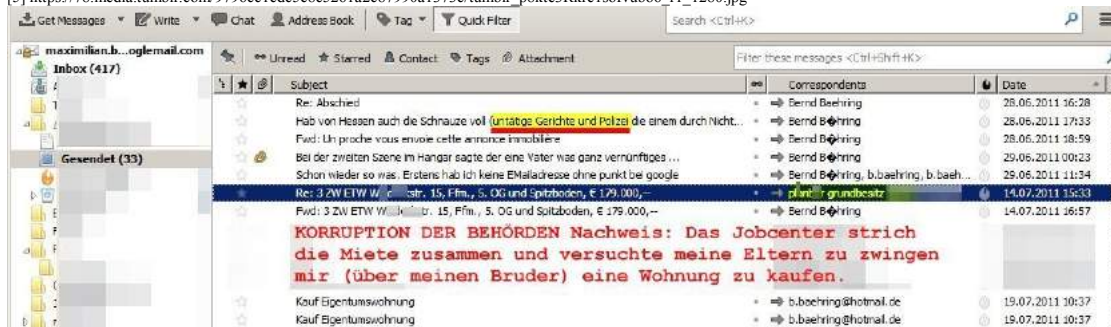 Get Messages Write Chat Address Book Tag Quick Filter Search <Ctrl+K>
maximilian.b...oglemail.com
Unread Starred Contact Tags Attachment Filter these messages <Ctrl+Shift+K>
Inbox (417)
Subject Correspondents Date
Re: Abschied Bernd Baehring 28.06.2011 16:28
Hab von Hessen auch die Schnauze voll (untätige Gerichte und Polizei die einem durch Nicht... Bernd B�hring 28.06.2011 17:33
Fwd: Un proche vous envoie cette annonce immobilière Bernd B�hring 28.06.2011 18:59
Gesendet (33)
Bei der zweiten Szene im Hangar sagte der eine Vater was ganz vernünftiges ... Bernd B�hring 29.06.2011 00:23
Schon wieder so was. Erstens hab ich keine EMailadresse ohne punkt bei google Bernd B�hring, b.baehring, b.baeh... 29.06.2011 11:34
Re: 3 ZW ETW W str. 15, Ffm., 5. OG und Spitzboden, € 179.000,-- grundbesitz 14.07.2011 15:33
Fwd: 3 ZW ETW W tr. 15, Ffm., 5. OG und Spitzboden, € 179.000,-- Bernd B�hring 14.07.2011 16:57
KORRUPTION DER BEHÖRDEN Nachweis: Das Jobcenter strich
die Miete zusammen und versuchte meine Eltern zu zwingen
mir (über meinen Bruder) eine Wohnung zu kaufen.
Kauf Eigentumswohnung b.baehring@hotmail.de 19.07.2011 10:37
Kauf Eigentumswohnung b.baehring@hotmail.de 19.07.2011 10:37